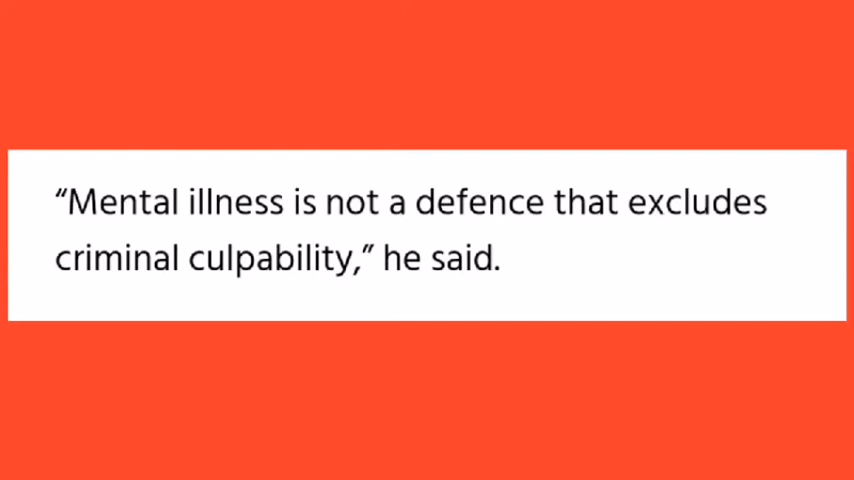 “Mental illness is not a defence that excludes
criminal culpability,” he said.